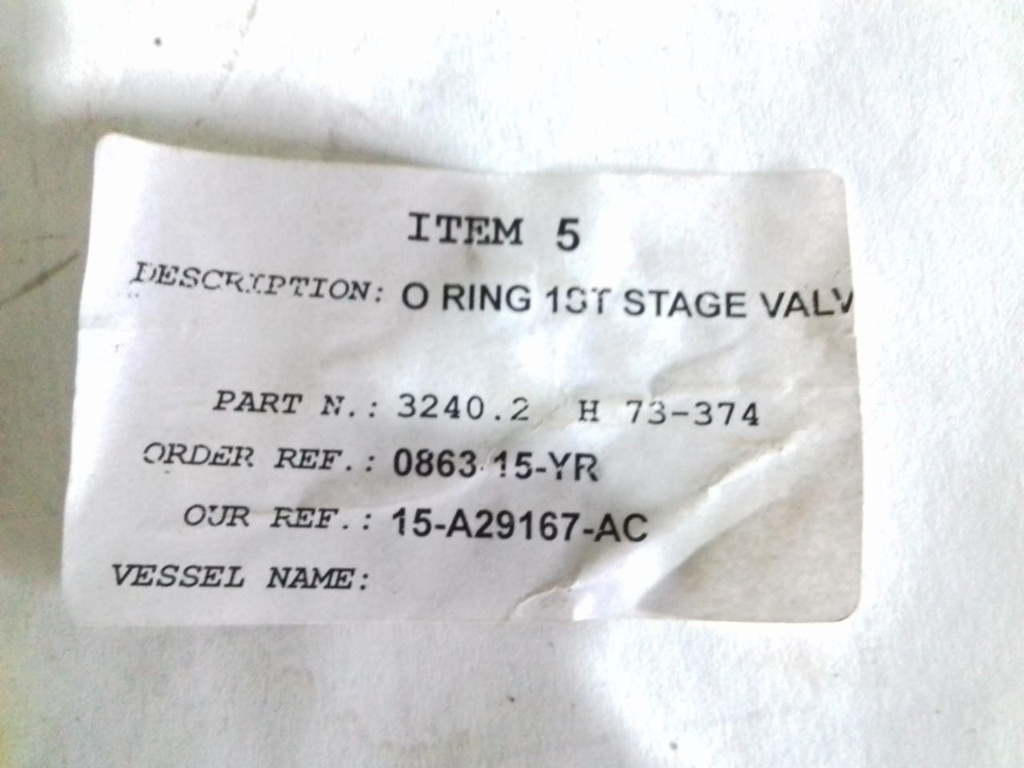 ITEM 5
DESCRIPTION: O RING 1ST STAGE VALV
PART N.: 3240.2 H 73-374
ORDER REF.: 0863-15-YR
OUR REF.: 15-A29167-AC
VESSEL NAME: